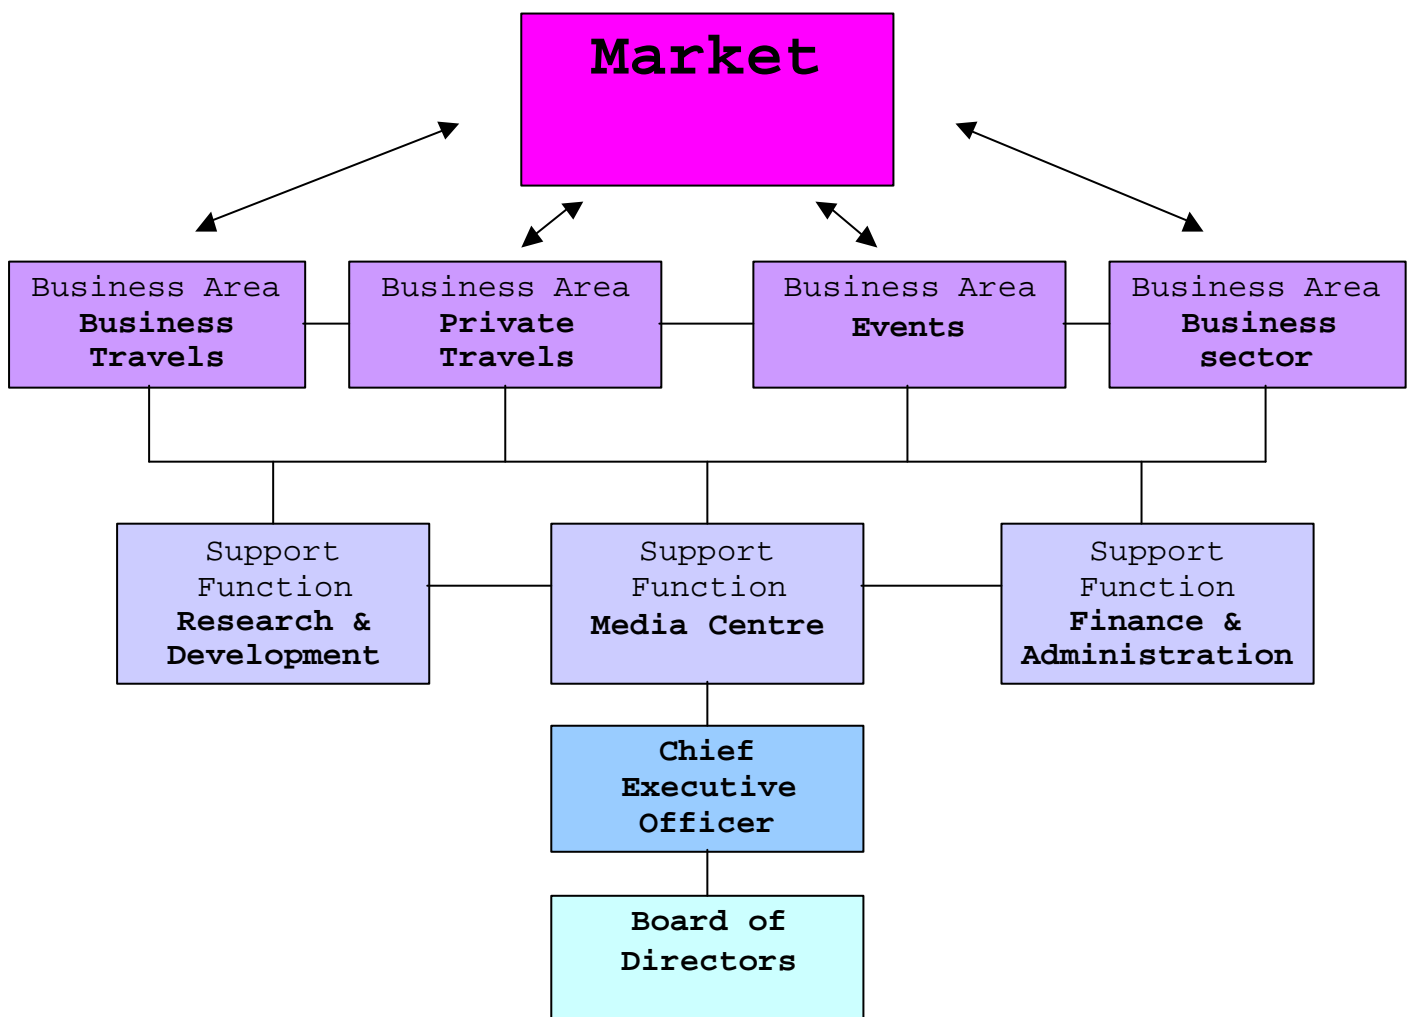 Market
Business Area
Business
Travels
Business Area
Private
Travels
Business Area
Events
Business Area
Business
sector
Support
Function
Research &
Development
Support
Function
Media Centre
Support
Function
Finance &
Administration
Chief
Executive
Officer
Board of
Directors